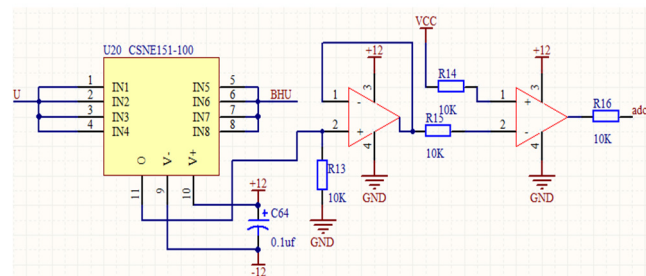 U20 CSNE151-100
U
1 IN1 IN5 5
2 IN2 IN6 6
3 IN3 IN7 7
4 IN4 IN8 8
BHU
O V- V+
11 9 10
+12
C64
+
0.1uf
-12
R13
10K
GND
+12
1 - 3
2 + 4
GND
VCC
R14
10K
R15
10K
+12
1 + 3
2 - 4
GND
R16
10K
adc